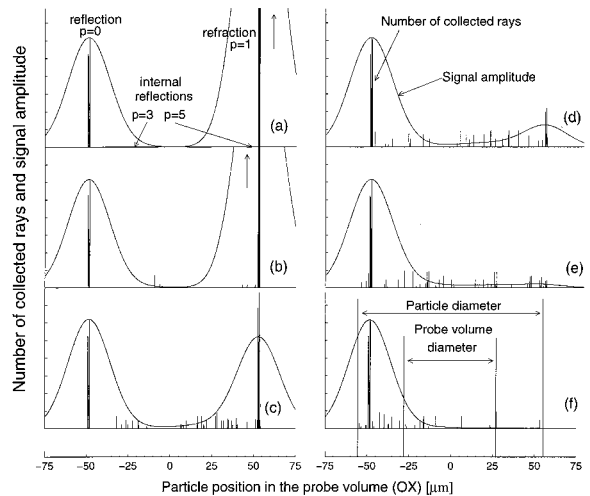 Number of collected rays and signal amplitude
reflection
p=0
refraction
p=1
internal
reflections
p=3 p=5
(a)
(b)
(c)
Number of collected rays
Signal amplitude
(d)
(e)
Particle diameter
Probe volume
diameter
(f)
−75 −50 −25 0 25 50 75
−50 −25 0 25 50 75
Particle position in the probe volume (OX) [μm]